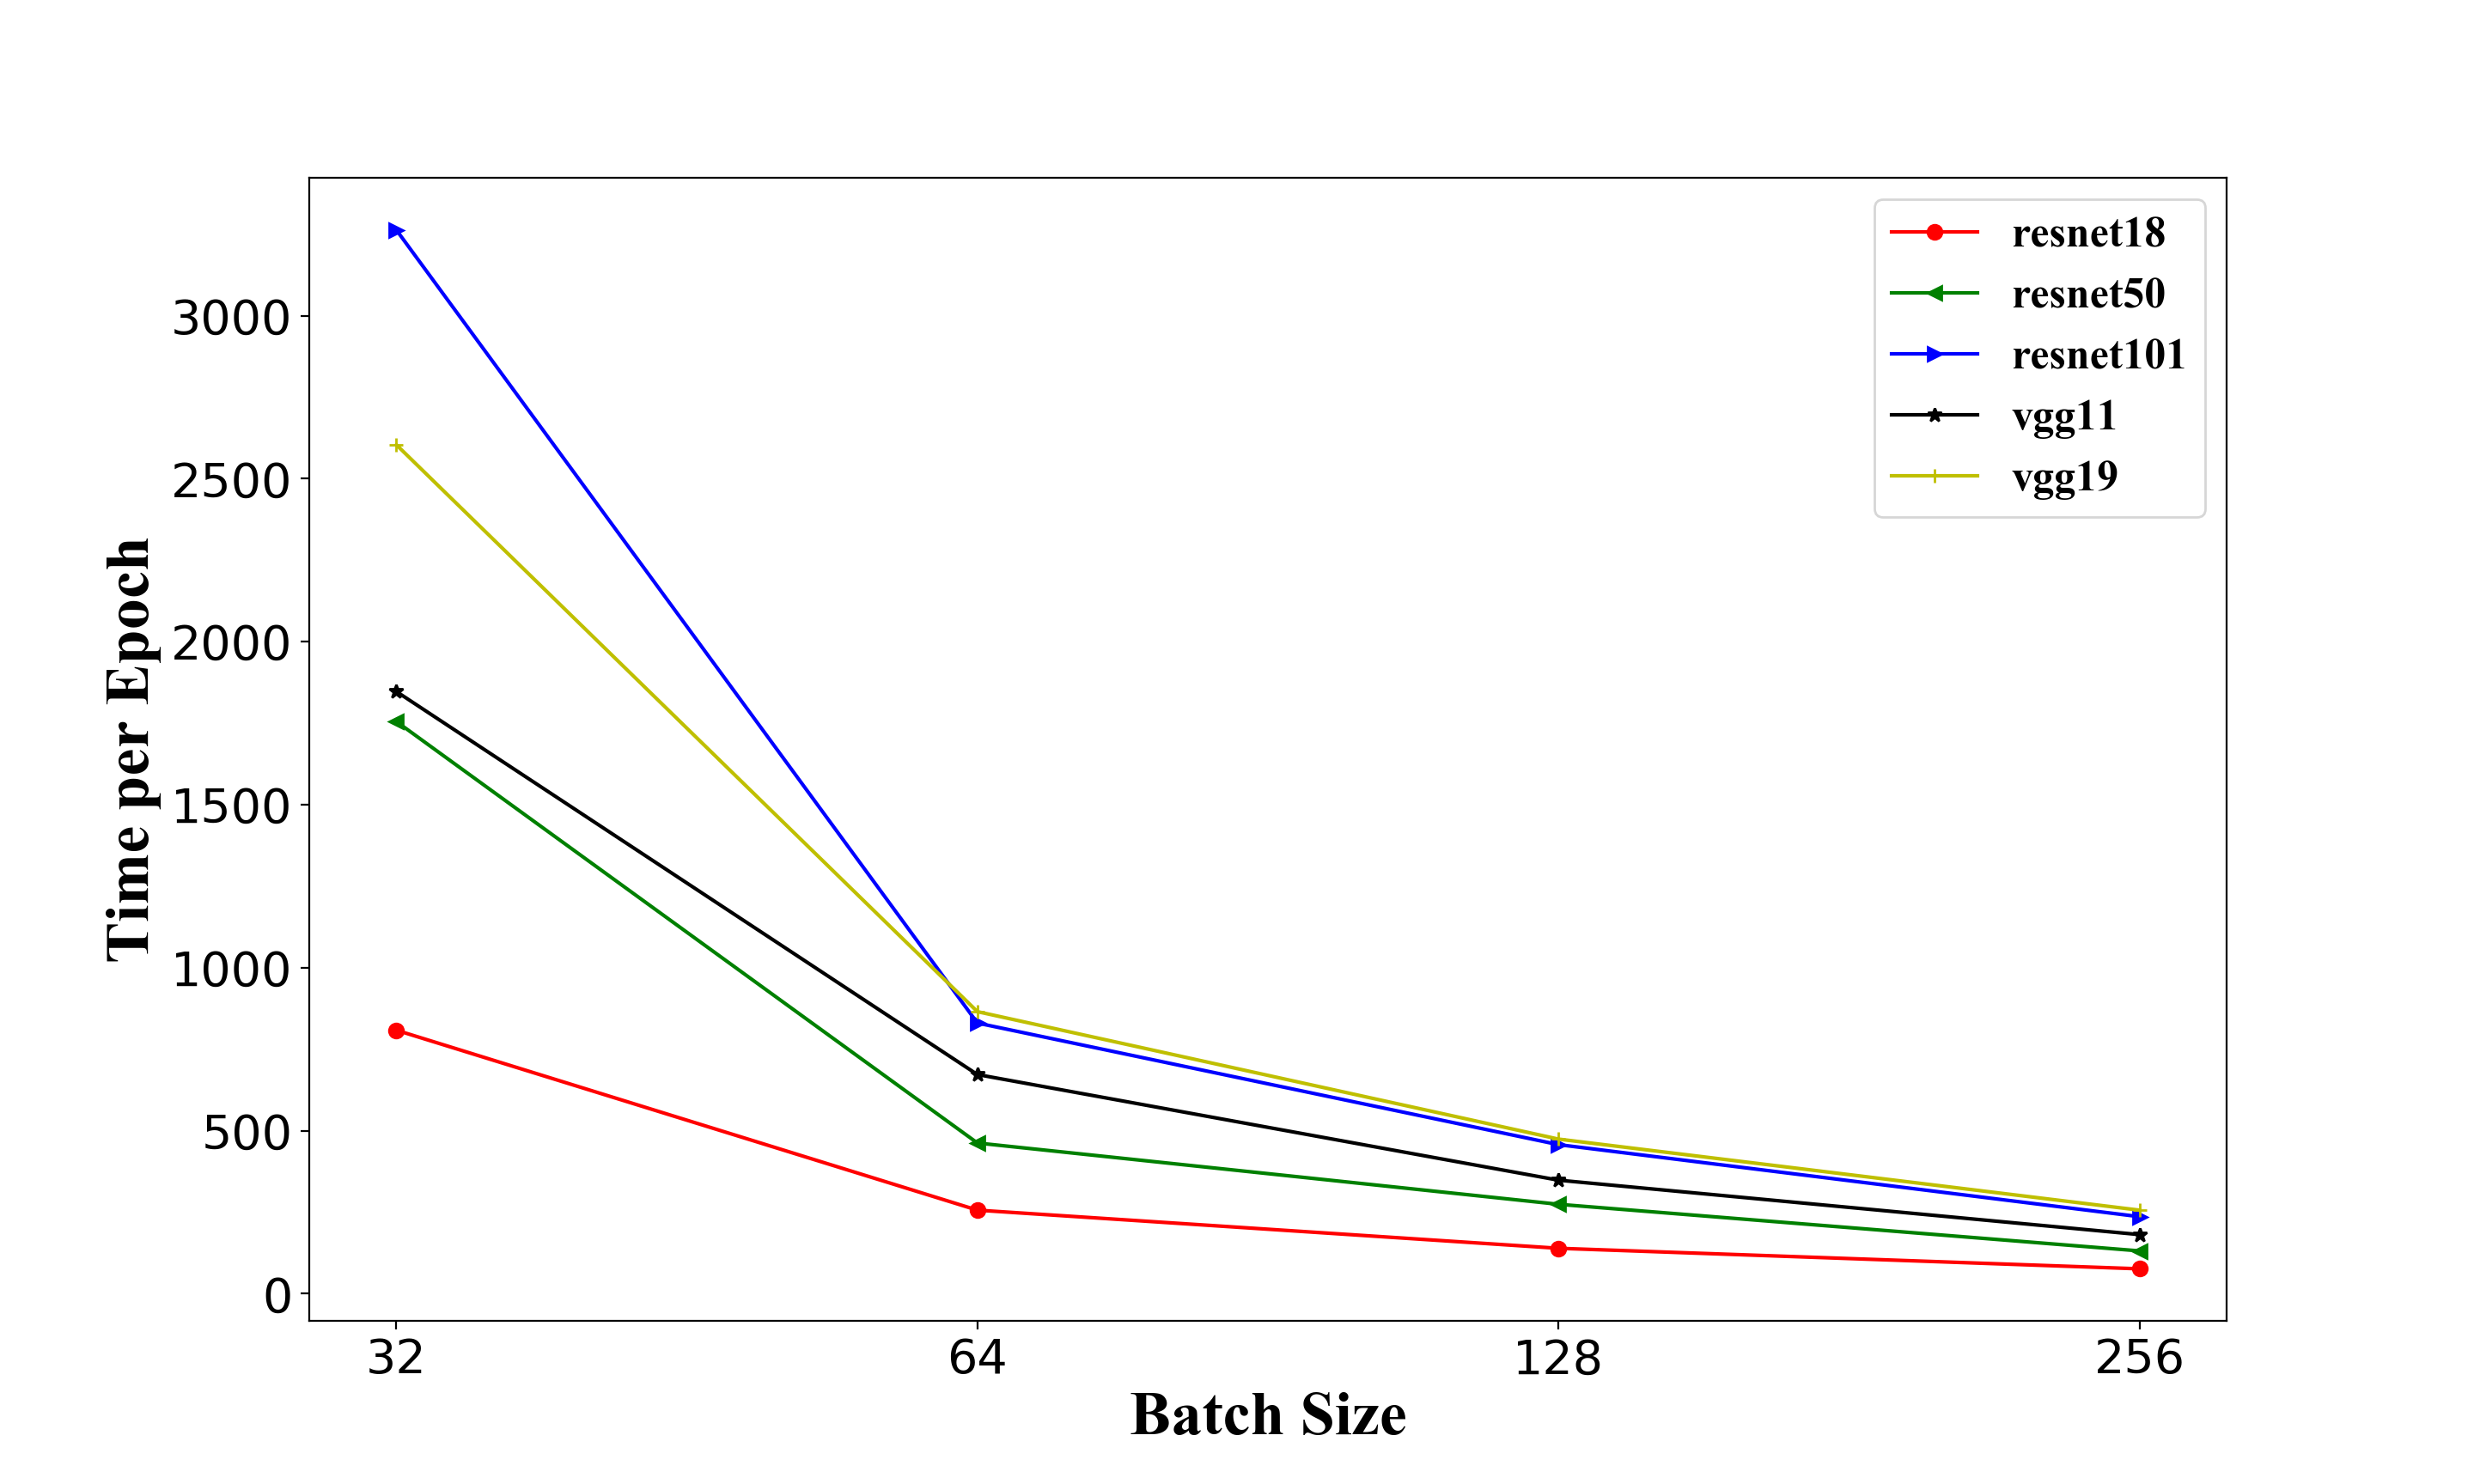 resnet18
resnet50
resnet101
vgg11
vgg19
Time per Epoch
3000
2500
2000
1500
1000
500
0
32 64 128 256
Batch Size